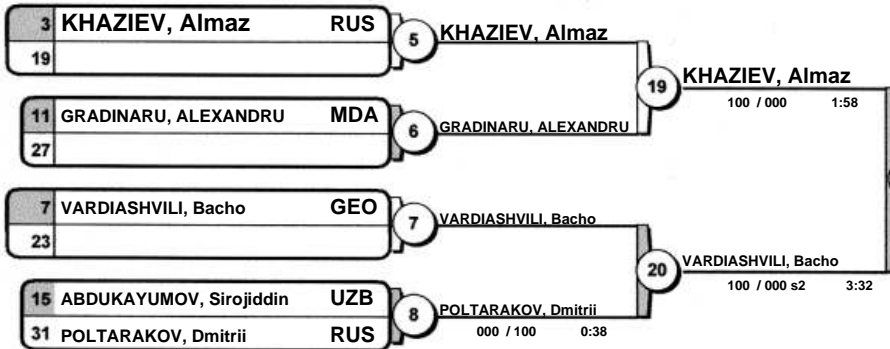 3 KHAZIEV, Almaz RUS
19
5 KHAZIEV, Almaz
11 GRADINARU, ALEXANDRU MDA
27
6 GRADINARU, ALEXANDRU
19 KHAZIEV, Almaz
100 / 000 1:58
7 VARDIASHVILI, Bacho GEO
23
7 VARDIASHVILI, Bacho
15 ABDUKAYUMOV, Sirojiddin UZB
31 POLTARAKOV, Dmitrii RUS
8 POLTARAKOV, Dmitrii
000 / 100 0:38
20 VARDIASHVILI, Bacho
100 / 000 s2 3:32